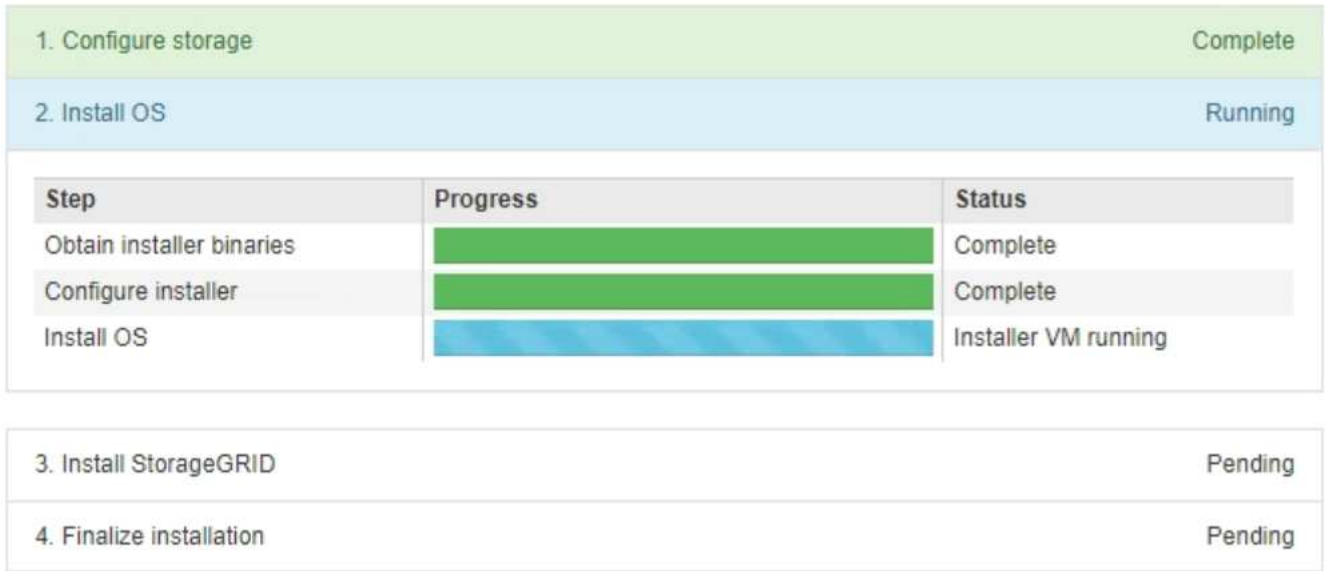 1. Configure storage Complete
2. Install OS Running
Step Progress Status
Obtain installer binaries Complete
Configure installer Complete
Install OS Installer VM running
3. Install StorageGRID Pending
4. Finalize installation Pending